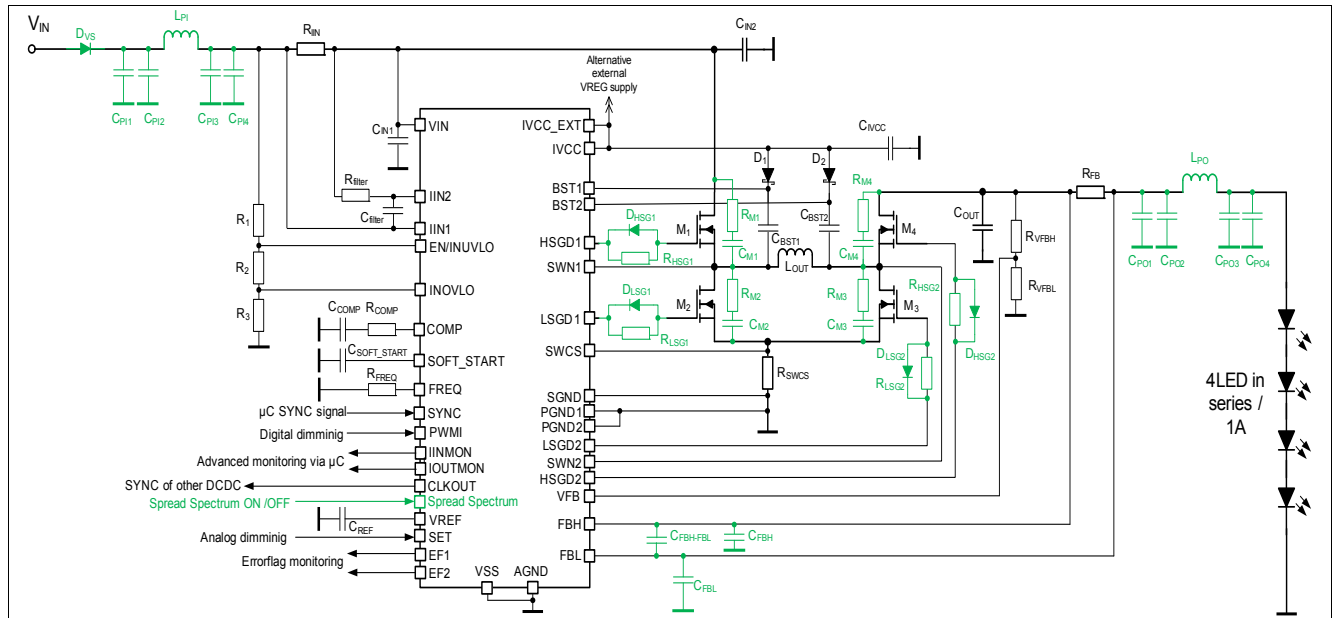 VIN
DVS
LPI
RIIN
CIN2
CPI1
CPI2
CPI3
CPI4
Alternative
external
VREG supply
CIN1
VIN
IVCC_EXT
IVCC
CIVCC
D1
D2
Rfilter
Cfilter
IIN2
IIN1
BST1
BST2
R1
R2
R3
EN/INUVLO
INOVLO
HSGD1
SWN1
LSGD1
SWCS
DHSG1
RHSG1
DLSG1
RLSG1
M1
M2
M3
M4
RM1
CM1
RM2
CM2
RM3
CM3
RM4
CM4
CBST1
CBST2
LOUT
COUT
RVFBH
RVFBL
RFB
LPO
CPO1
CPO2
CPO3
CPO4
RHSG2
DHSG2
DLSG2
RLSG2
RSWCS
CCOMP
RCOMP
COMP
CSOFT_START
SOFT_START
RFREQ
FREQ
µC SYNC signal
SYNC
Digital dimminig
PWMI
Advanced monitoring via µC
IINMON
IOUTMON
SYNC of other DCDC
CLKOUT
Spread Spectrum ON /OFF
Spread Spectrum
CREF
VREF
Analog dimminig
SET
Errorflag monitoring
EF1
EF2
VSS
AGND
SGND
PGND1
PGND2
LSGD2
SWN2
HSGD2
VFB
FBH
FBL
CFBH-FBL
CFBH
CFBL
4LED in
series /
1A